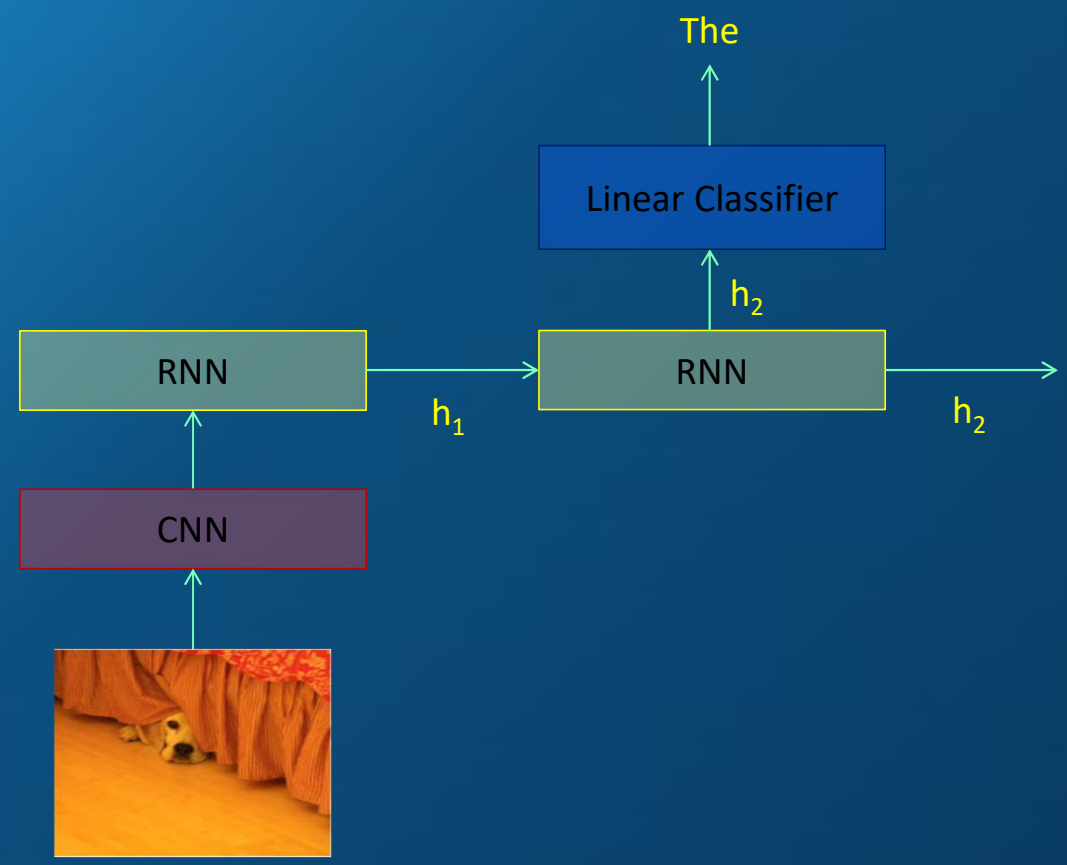 The
Linear Classifier
h₂
RNN
RNN
h₁
h₂
CNN